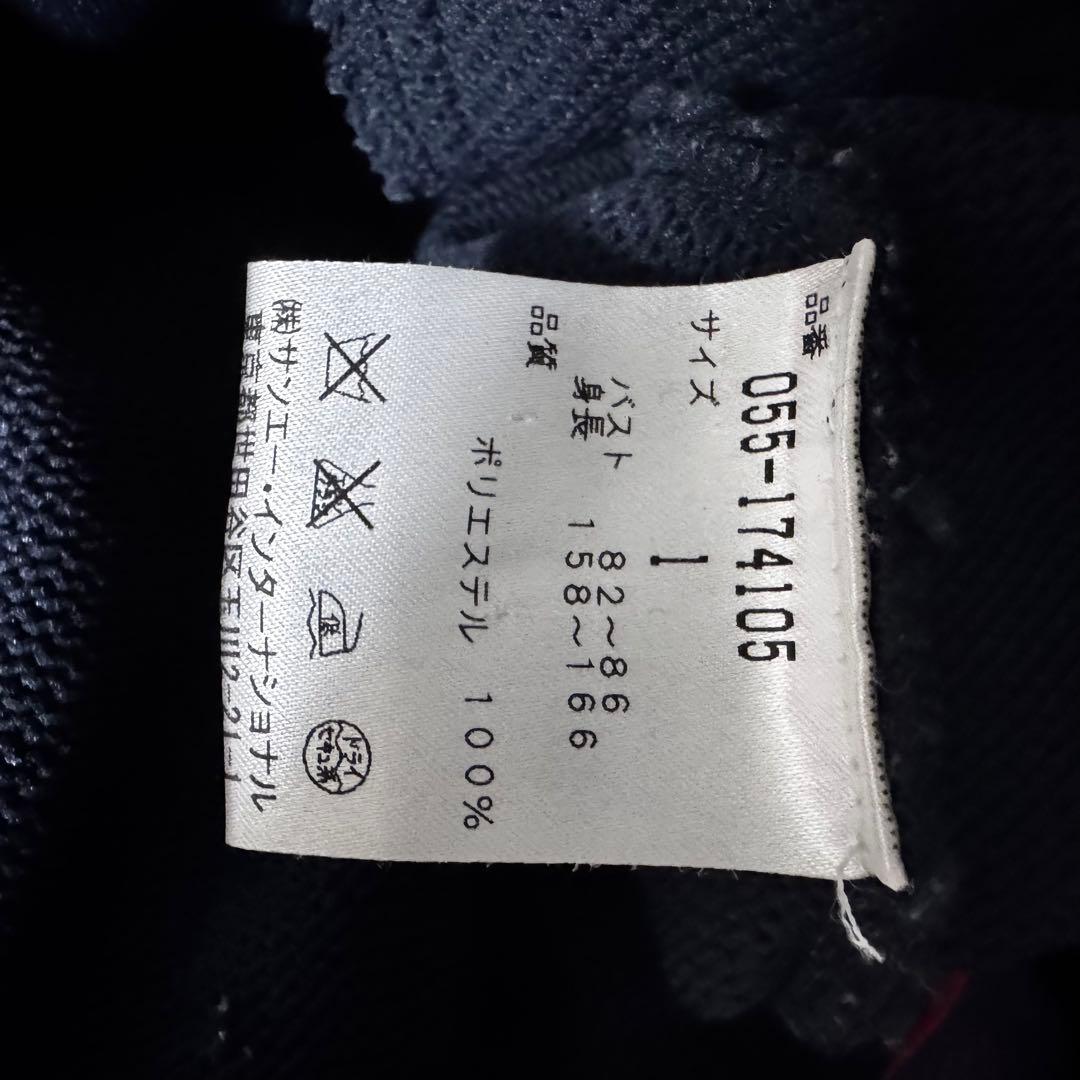 品番 055-174105
サイズ 1
バスト 82～86
身長 158～166
品質
ポリエステル 100%
低
ドライ
セキユ系
㈱サンエー・インターナショナル
東京都世田谷区玉川2-21-1